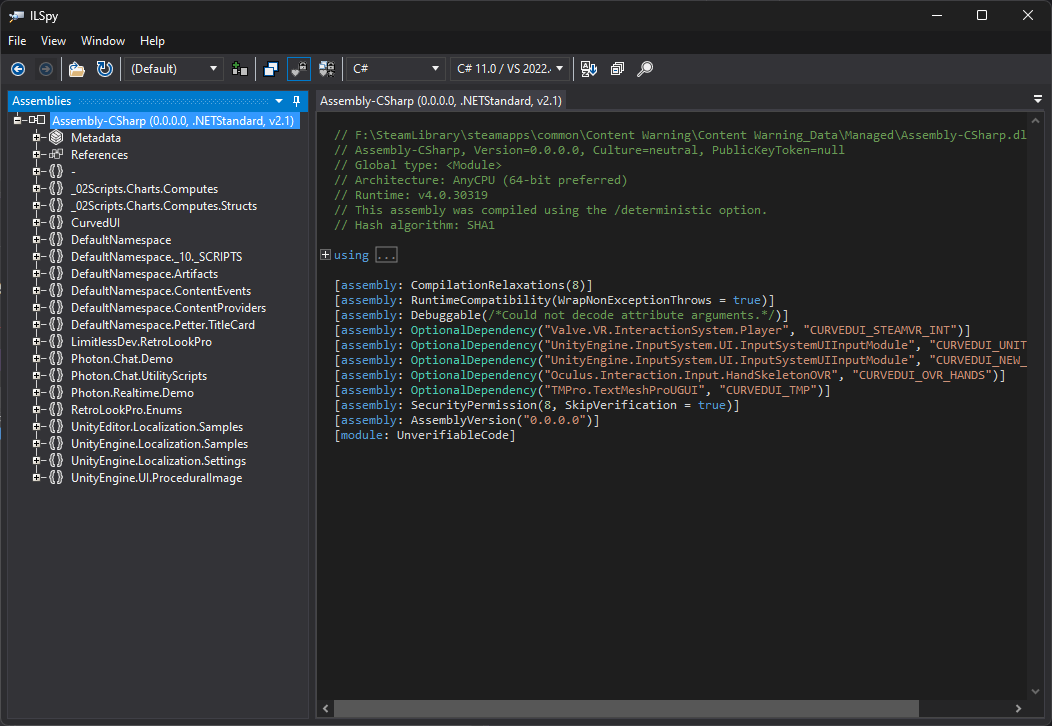 ILSpy
File View Window Help
(Default) C# C# 11.0 / VS 2022.
Assemblies
Assembly-CSharp (0.0.0.0, .NETStandard, v2.1)
Metadata
References
-
_02Scripts.Charts.Computes
_02Scripts.Charts.Computes.Structs
CurvedUI
DefaultNamespace
DefaultNamespace._10._SCRIPTS
DefaultNamespace.Artifacts
DefaultNamespace.ContentEvents
DefaultNamespace.ContentProviders
DefaultNamespace.Petter.TitleCard
LimitlessDev.RetroLookPro
Photon.Chat.Demo
Photon.Chat.UtilityScripts
Photon.Realtime.Demo
RetroLookPro.Enums
UnityEditor.Localization.Samples
UnityEngine.Localization.Samples
UnityEngine.Localization.Settings
UnityEngine.UI.ProceduralImage
Assembly-CSharp (0.0.0.0, .NETStandard, v2.1)
// F:\SteamLibrary\steamapps\common\Content Warning\Content Warning_Data\Managed\Assembly-CSharp.dl
// Assembly-CSharp, Version=0.0.0.0, Culture=neutral, PublicKeyToken=null
// Global type: <Module>
// Architecture: AnyCPU (64-bit preferred)
// Runtime: v4.0.30319
// This assembly was compiled using the /deterministic option.
// Hash algorithm: SHA1
using ...
[assembly: CompilationRelaxations(8)]
[assembly: RuntimeCompatibility(WrapNonExceptionThrows = true)]
[assembly: Debuggable(/*Could not decode attribute arguments.*/)]
[assembly: OptionalDependency("Valve.VR.InteractionSystem.Player", "CURVEDUI_STEAMVR_INT")]
[assembly: OptionalDependency("UnityEngine.InputSystem.UI.InputSystemUIInputModule", "CURVEDUI_UNIT
[assembly: OptionalDependency("UnityEngine.InputSystem.UI.InputSystemUIInputModule", "CURVEDUI_NEW_
[assembly: OptionalDependency("Oculus.Interaction.Input.HandSkeletonOVR", "CURVEDUI_OVR_HANDS")]
[assembly: OptionalDependency("TMPro.TextMeshProUGUI", "CURVEDUI_TMP")]
[assembly: SecurityPermission(8, SkipVerification = true)]
[assembly: AssemblyVersion("0.0.0.0")]
[module: UnverifiableCode]